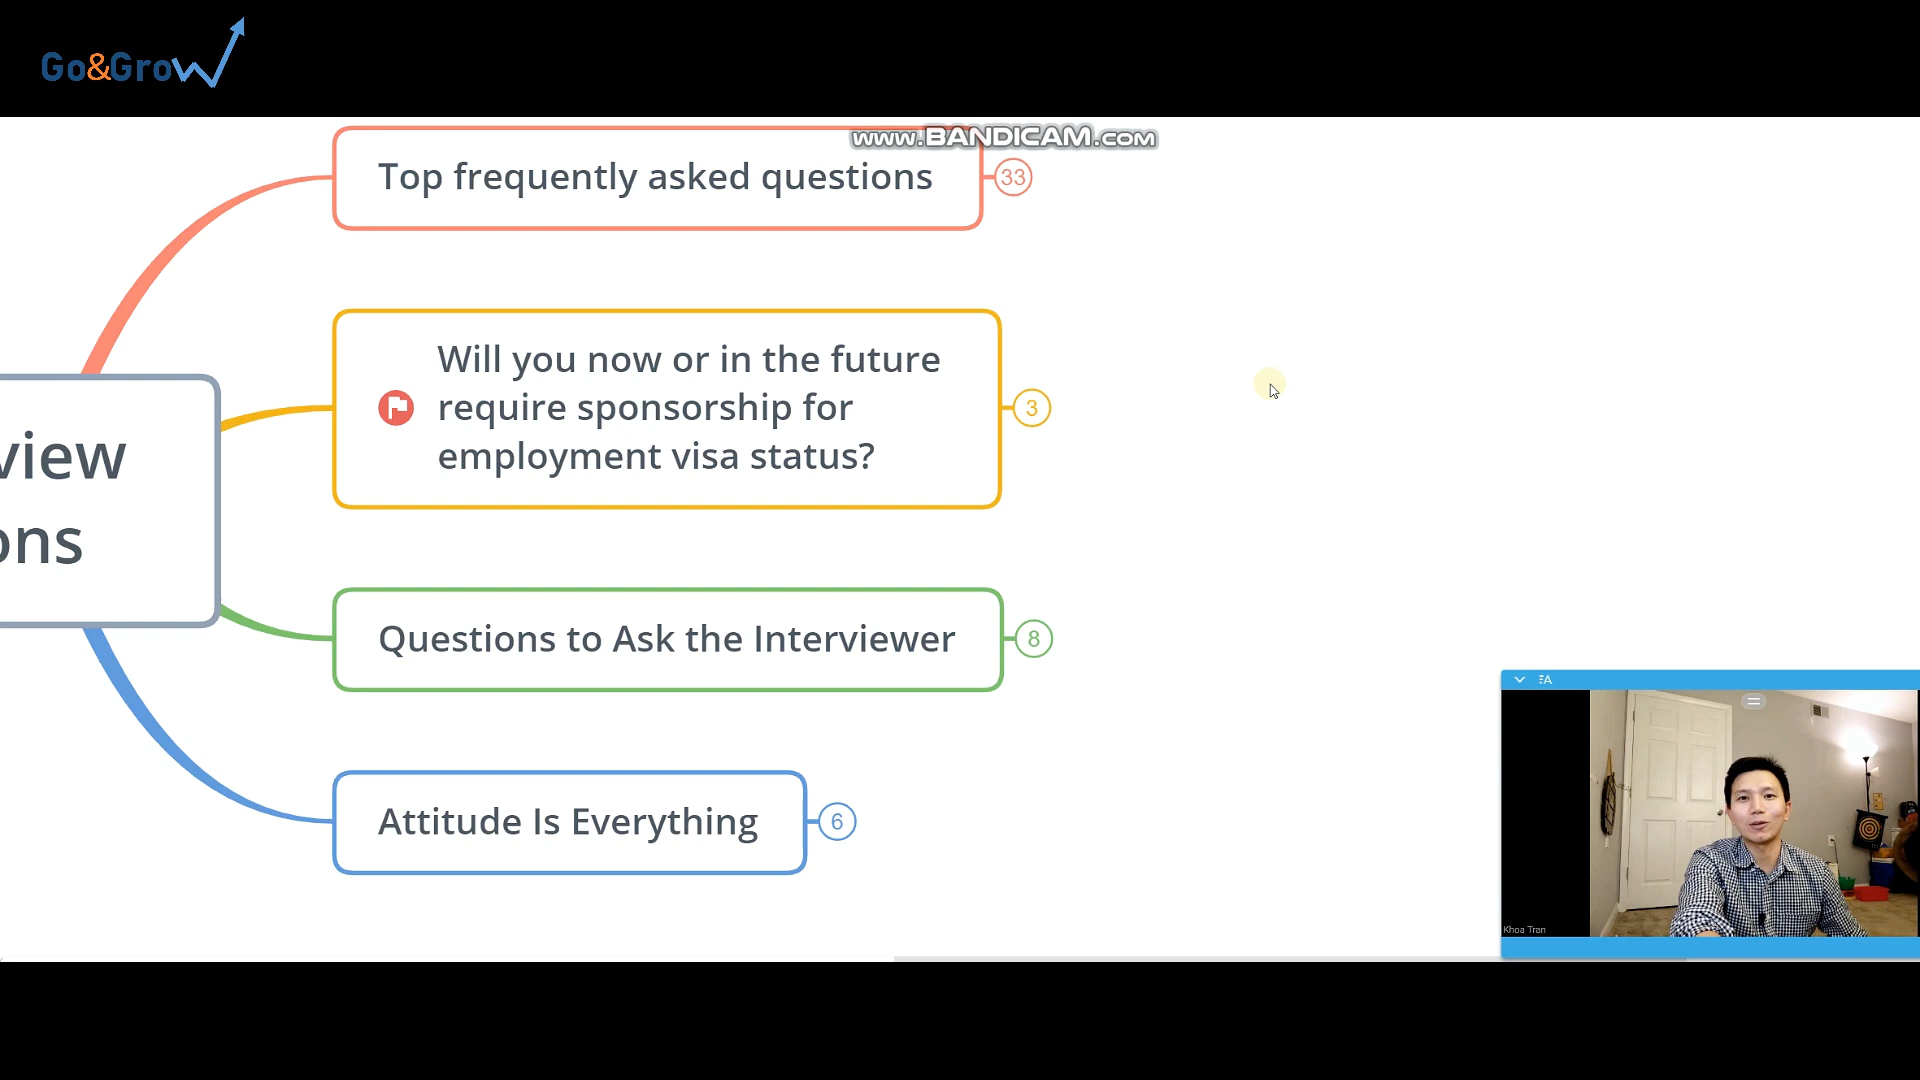 Go&Grow
www.BANDICAM.com
Top frequently asked questions
33
view
ons
Will you now or in the future
require sponsorship for
employment visa status?
3
Questions to Ask the Interviewer
8
Attitude Is Everything
6
Khoa Tran